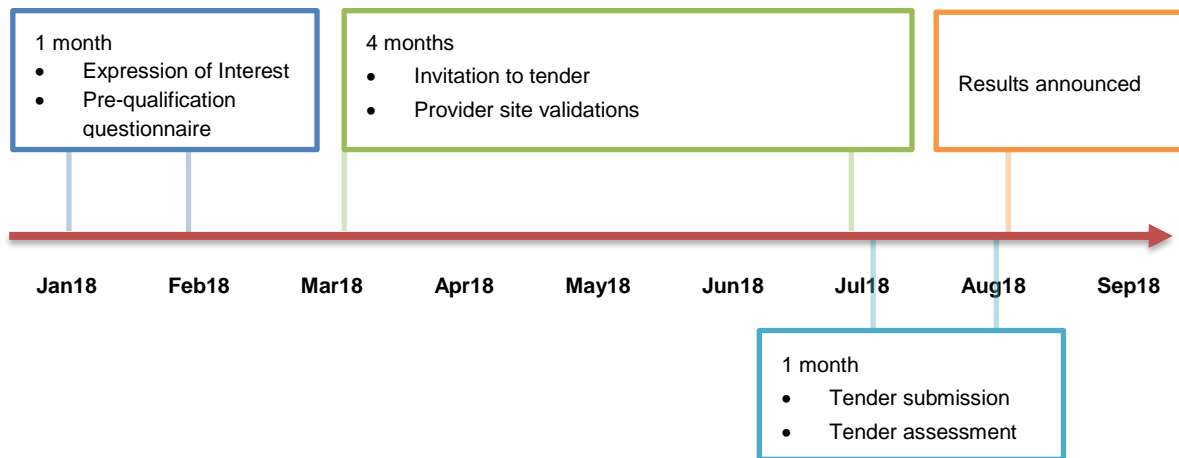 1 month
• Expression of Interest
• Pre-qualification
questionnaire
4 months
• Invitation to tender
• Provider site validations
Results announced
Jan18 Feb18 Mar18 Apr18 May18 Jun18 Jul18 Aug18 Sep18
1 month
• Tender submission
• Tender assessment